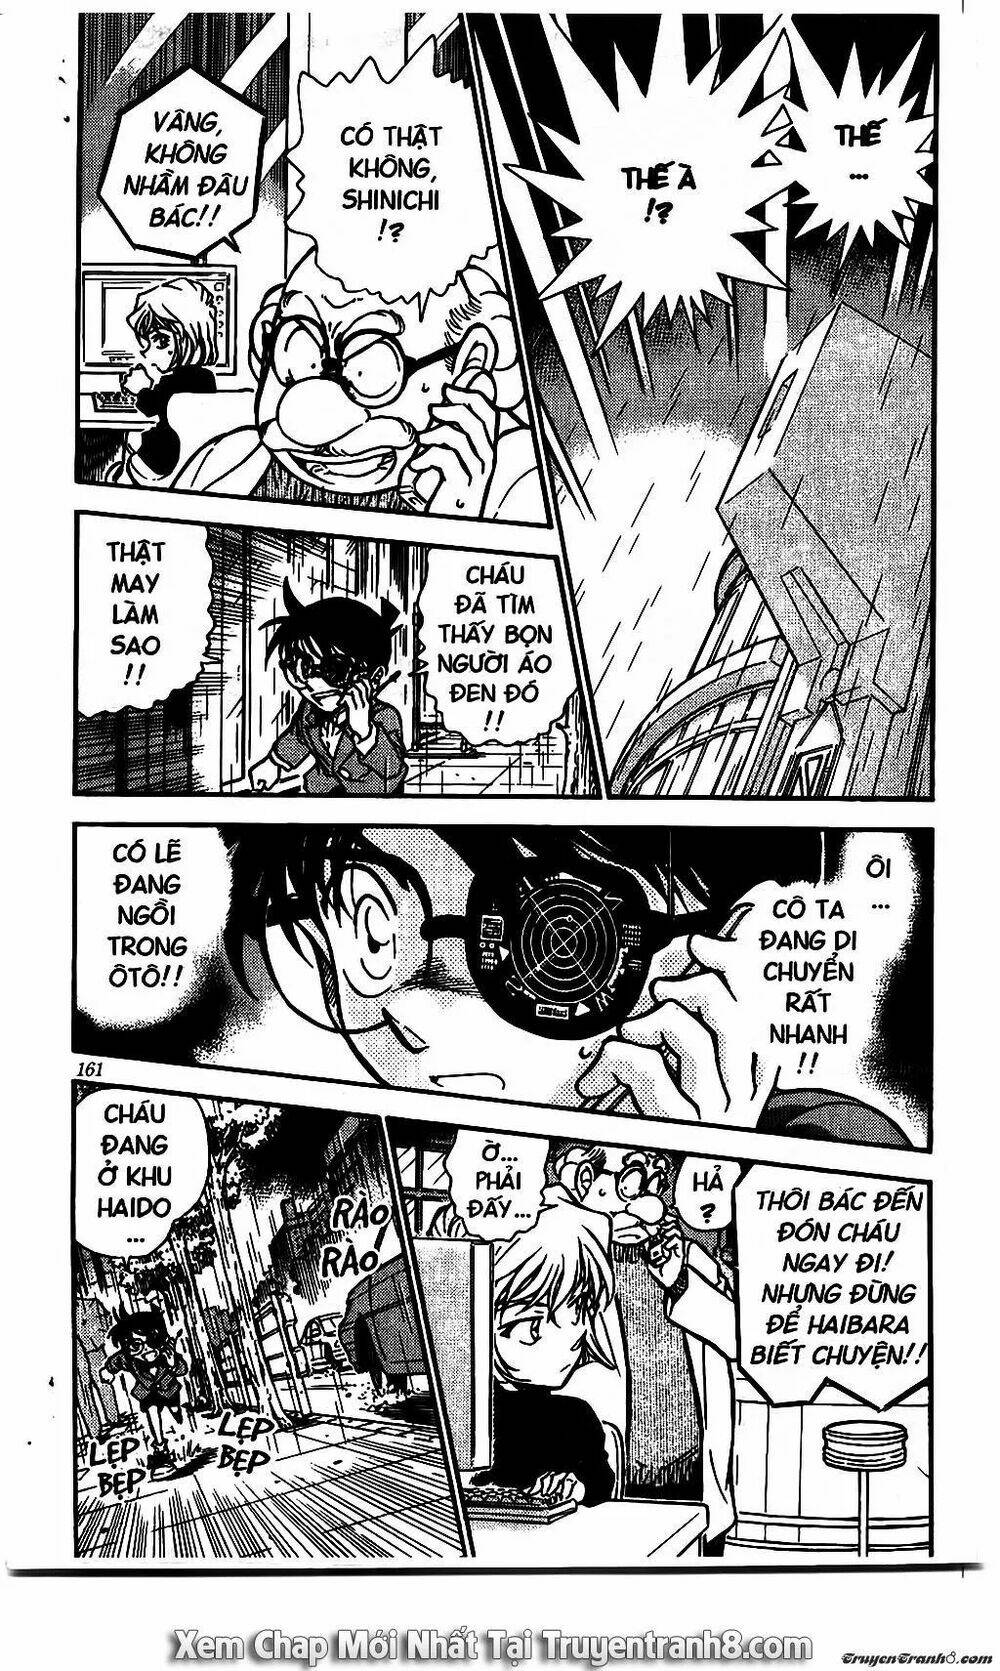 THẾ
...
THẾ À
!?
CÓ THẬT
KHÔNG,
SHINICHI
!?
VÂNG,
KHÔNG
NHẦM ĐÂU
BÁC!!
CHÁU
ĐÃ TÌM
THẤY BỌN
NGƯỜI ÁO
ĐEN ĐÓ
!!
THẬT
MAY
LÀM
SAO
!!
ÔI
...
CÔ TA
ĐANG DI
CHUYỂN
RẤT
NHANH
!!
CÓ LẼ
ĐANG
NGỒI
TRONG
ÔTÔ!!
161
THÔI BÁC ĐẾN
ĐÓN CHÁU
NGAY ĐI!
NHƯNG ĐỪNG
ĐỂ HAIBARA
BIẾT CHUYỆN!!
HẢ
?
Ờ...
PHẢI
ĐẤY...
CHÁU
ĐANG
Ở KHU
HAIDO
...
RÀO
RÀO
LẸP
BẸP
LẸP
BẸP
Xem Chap Mới Nhất Tại Truyentranh8.com
TruyenTranh8.com